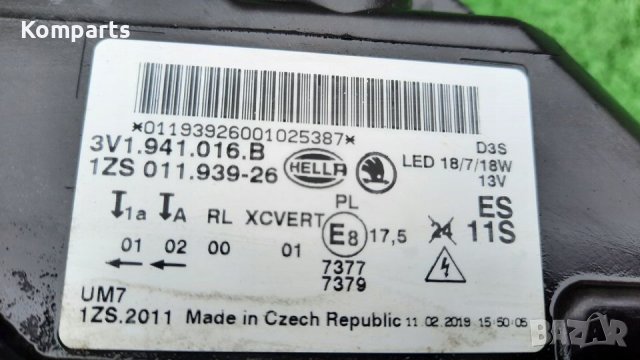 Komparts
*01193926001025387*
3V1.941.016.B
1ZS 011.939-26
HELLA
D3S
LED 18/7/18W
13V
1a A RL XCVERT PL ES
E8 17,5 24 11S
01 02 00 01
7377
7379
UM7
1ZS.2011 Made in Czech Republic 11.02.2019 15:50:05
BAZAR